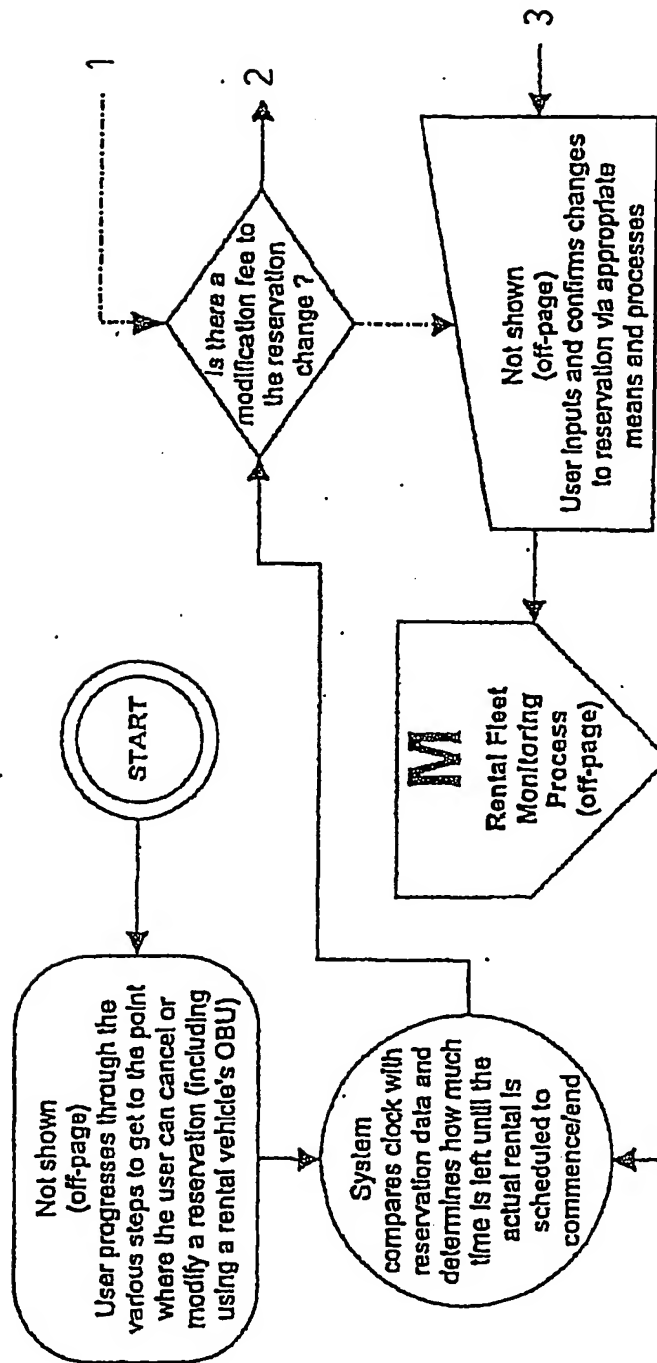 START
Not shown
(off-page)
User progresses through the
various steps to get to the point
where the user can cancel or
modify a reservation (including
using a rental vehicle's OBU)
System
compares clock with
reservation data and
determines how much
time is left until the
actual rental is
scheduled to
commence/end
1
Is there a
modification fee to
the reservation
change ?
2
M
Rental Fleet
Monitoring
Process
(off-page)
Not shown
(off-page)
User Inputs and confirms changes
to reservation via appropriate
means and processes
3